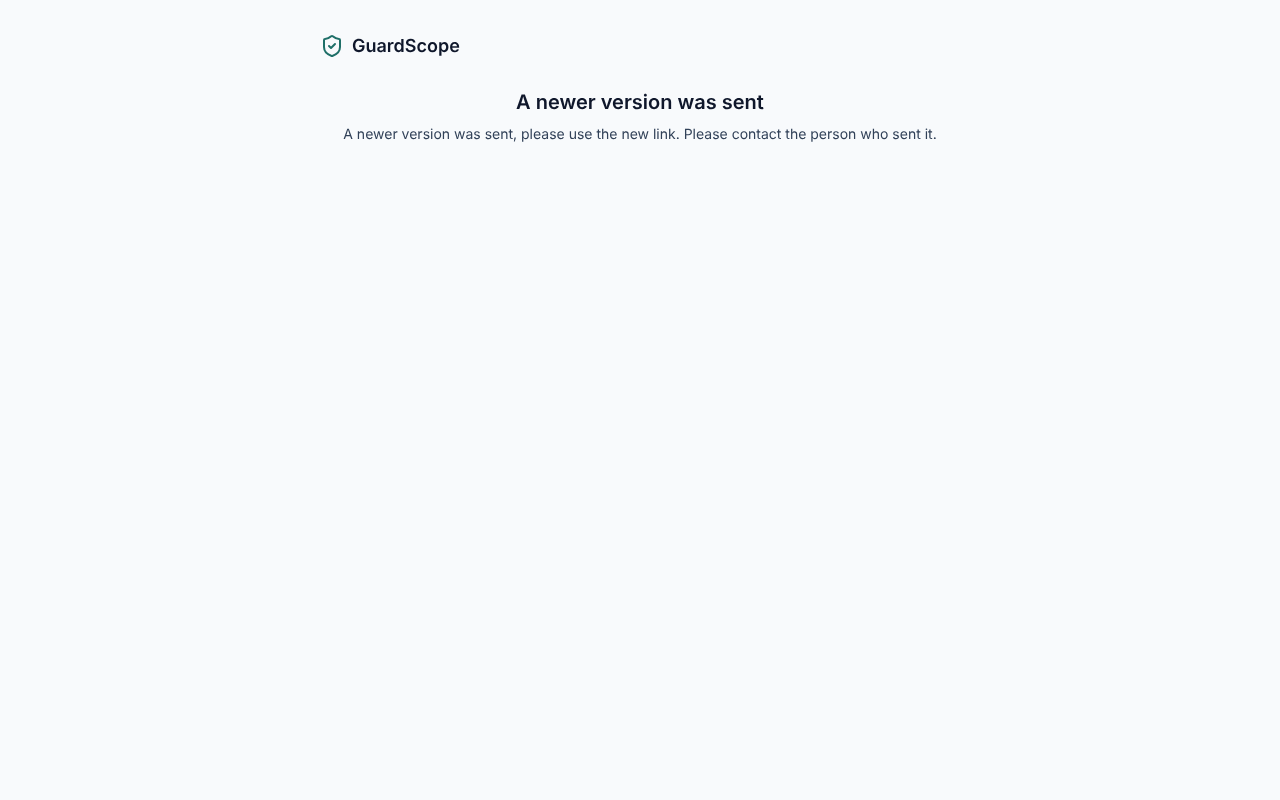 GuardScope
A newer version was sent
A newer version was sent, please use the new link. Please contact the person who sent it.